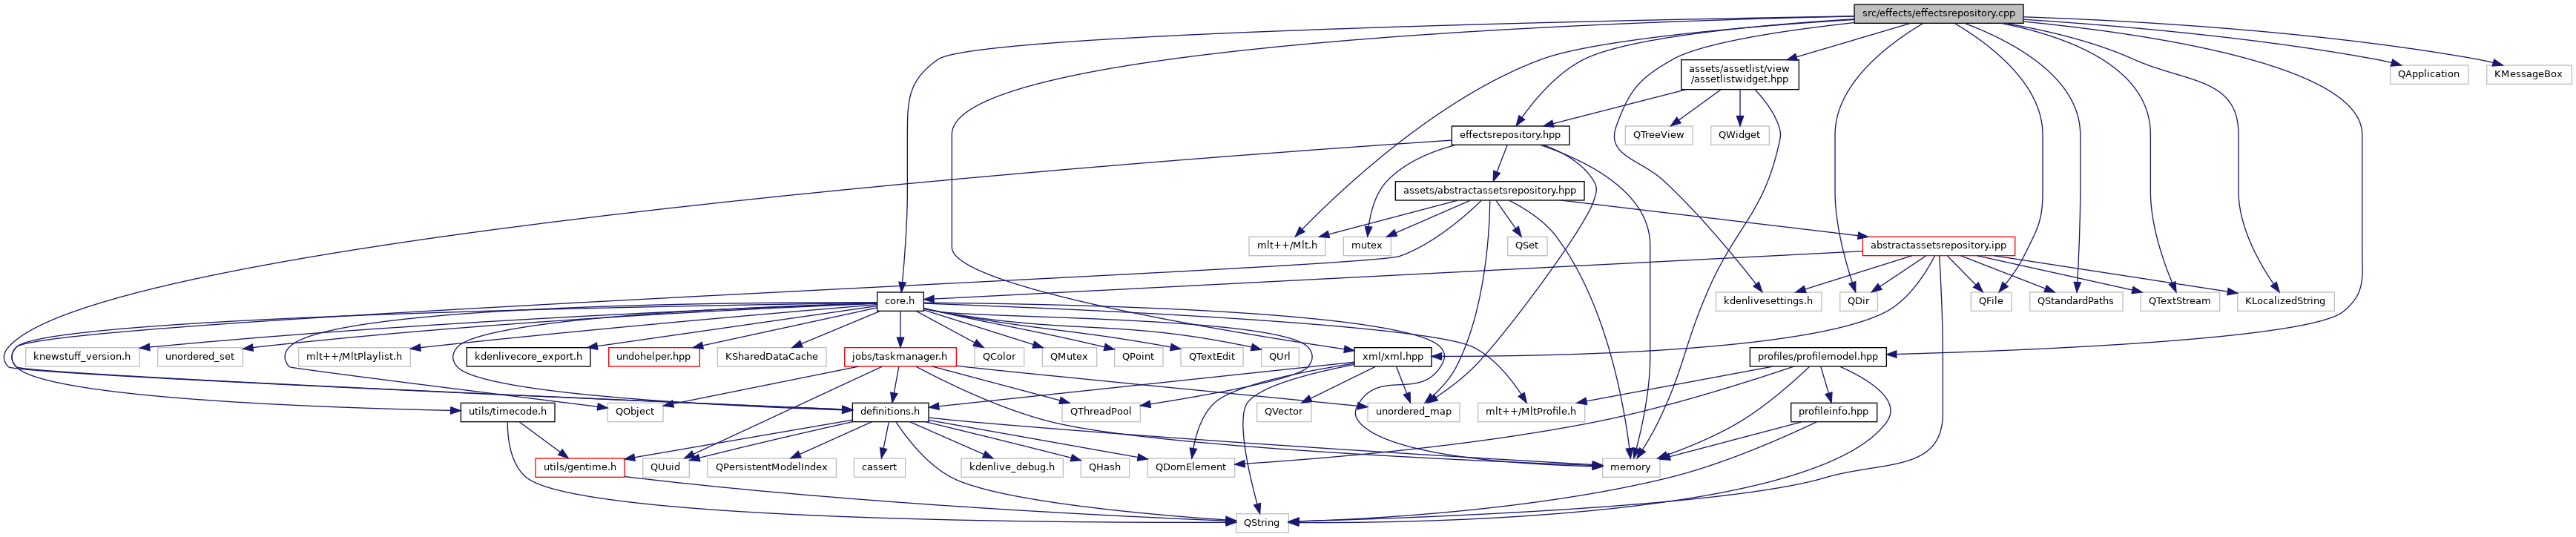 src/effects/effectsrepository.cpp
assets/assetlist/view
/assetlistwidget.hpp
QApplication
KMessageBox
effectsrepository.hpp
QTreeView
QWidget
assets/abstractassetsrepository.hpp
mlt++/Mlt.h
mutex
QSet
abstractassetsrepository.ipp
core.h
kdenlivesettings.h
QDir
QFile
QStandardPaths
QTextStream
KLocalizedString
knewstuff_version.h
unordered_set
mlt++/MltPlaylist.h
kdenlivecore_export.h
undohelper.hpp
KSharedDataCache
jobs/taskmanager.h
QColor
QMutex
QPoint
QTextEdit
QUrl
xml/xml.hpp
profiles/profilemodel.hpp
utils/timecode.h
QObject
definitions.h
QThreadPool
QVector
unordered_map
mlt++/MltProfile.h
profileinfo.hpp
utils/gentime.h
QUuid
QPersistentModelIndex
cassert
kdenlive_debug.h
QHash
QDomElement
memory
QString